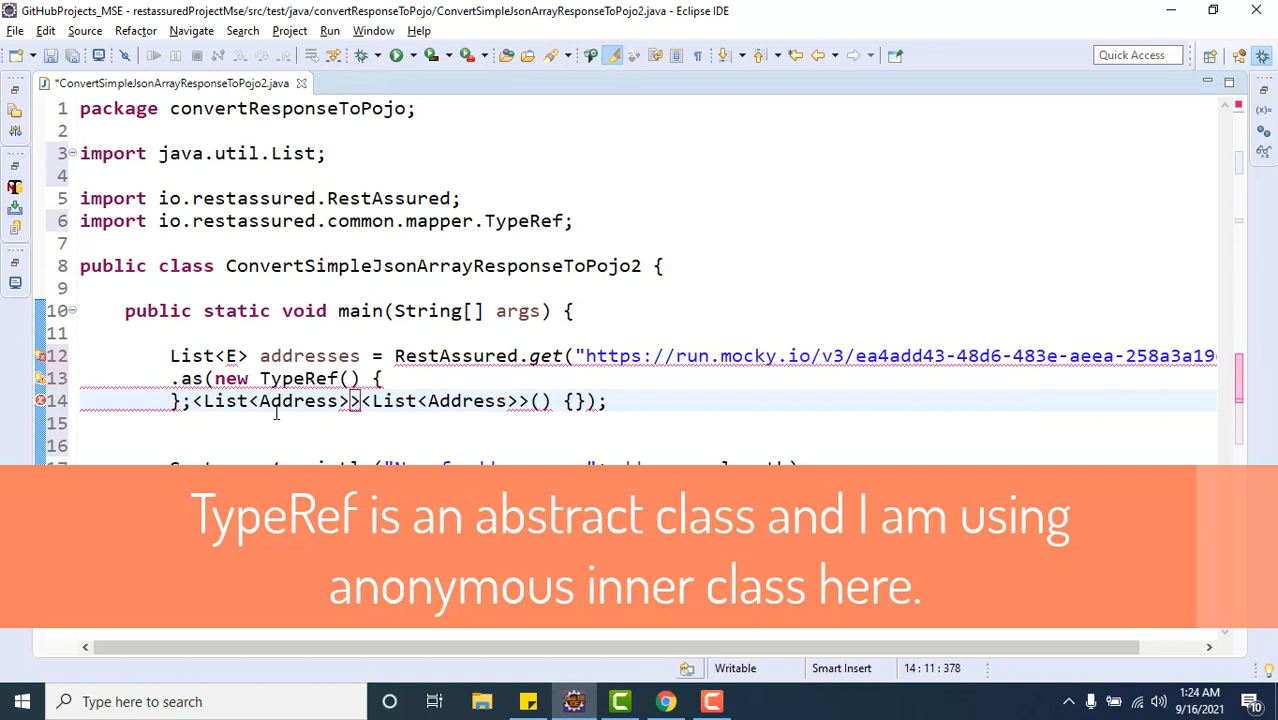 GitHubProjects_MSE - restassuredProjectMse/src/test/java/convertResponseToPojo/ConvertSimpleJsonArrayResponseToPojo2.java - Eclipse IDE
File Edit Source Refactor Navigate Search Project Run Window Help
Quick Access
*ConvertSimpleJsonArrayResponseToPojo2.java
1 package convertResponseToPojo;
2
3 import java.util.List;
4
5 import io.restassured.RestAssured;
6 import io.restassured.common.mapper.TypeRef;
7
8 public class ConvertSimpleJsonArrayResponseToPojo2 {
9
10 public static void main(String[] args) {
11
12 List<E> addresses = RestAssured.get("https://run.mocky.io/v3/ea4add43-48d6-483e-aeea-258a3a19
13 .as(new TypeRef() {
14 };<List<Address>><List<Address>>() {});
15
16
TypeRef is an abstract class and I am using
anonymous inner class here.
Writable Smart Insert 14 : 11 : 378
Type here to search
1:24 AM
9/16/2021
10